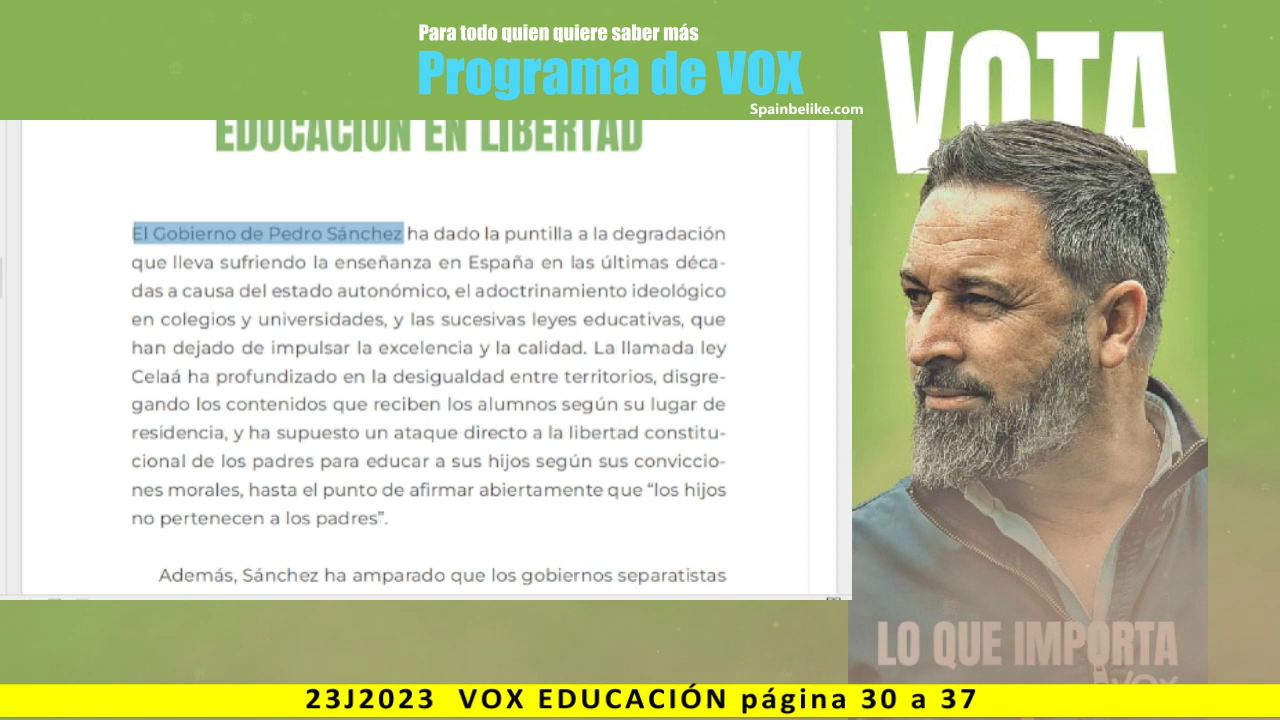 Para todo quien quiere saber más
Programa de VOX
Spainbelike.com
VOTA
EDUCACIÓN EN LIBERTAD
El Gobierno de Pedro Sánchez ha dado la puntilla a la degradación
que lleva sufriendo la enseñanza en España en las últimas déca-
das a causa del estado autonómico, el adoctrinamiento ideológico
en colegios y universidades, y las sucesivas leyes educativas, que
han dejado de impulsar la excelencia y la calidad. La llamada ley
Celaá ha profundizado en la desigualdad entre territorios, disgre-
gando los contenidos que reciben los alumnos según su lugar de
residencia, y ha supuesto un ataque directo a la libertad constitu-
cional de los padres para educar a sus hijos según sus conviccio-
nes morales, hasta el punto de afirmar abiertamente que “los hijos
no pertenecen a los padres”.
Además, Sánchez ha amparado que los gobiernos separatistas
LO QUE IMPORTA
VOX
23J2023 VOX EDUCACIÓN página 30 a 37